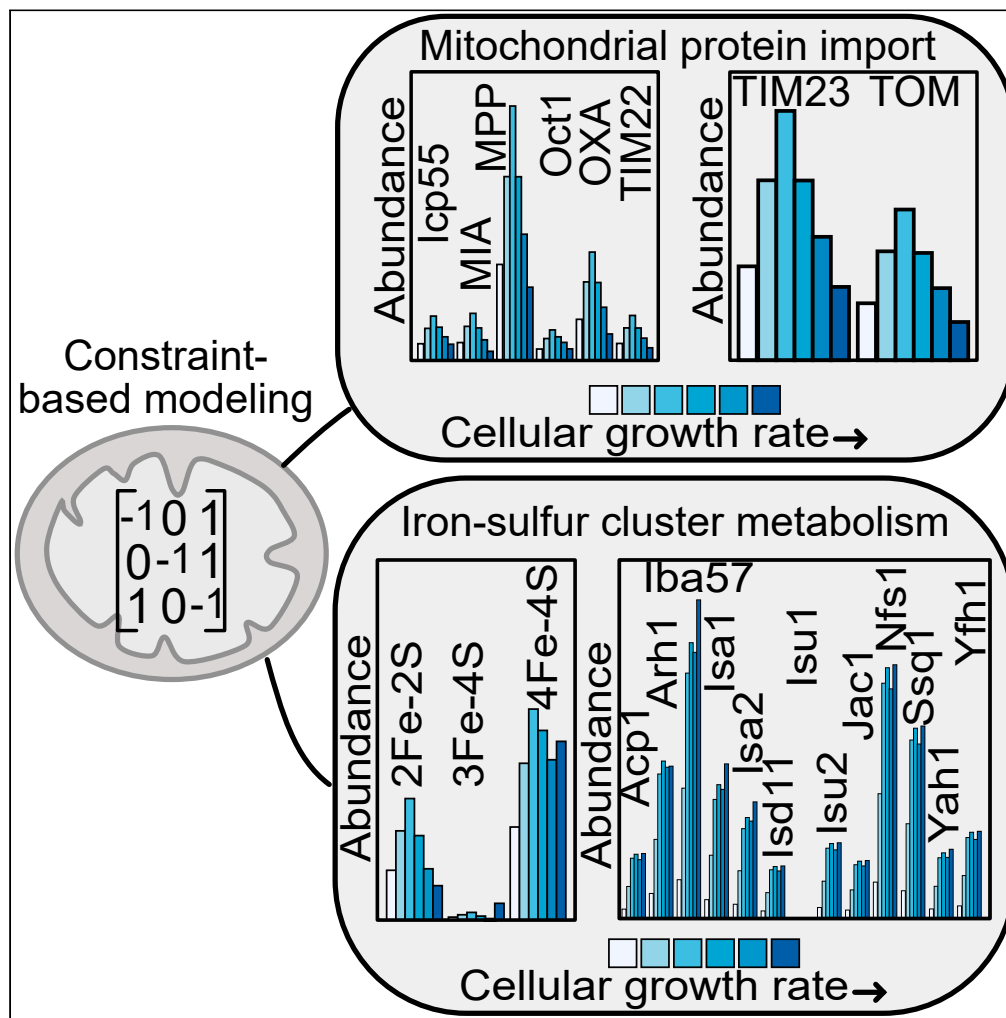 Mitochondrial protein import
Abundance
Icp55
MIA
MPP
Oct1
OXA
TIM22
Abundance
TIM23 TOM
Cellular growth rate→
Constraint-
based modeling
-1 0 1
0 -1 1
1 0 -1
Iron-sulfur cluster metabolism
Abundance
2Fe-2S
3Fe-4S
4Fe-4S
Abundance
Acp1
Arh1
Iba57
Isa1
Isa2
Isd11
Isu1
Isu2
Jac1
Nfs1
Ssq1
Yah1
Yfh1
Cellular growth rate→